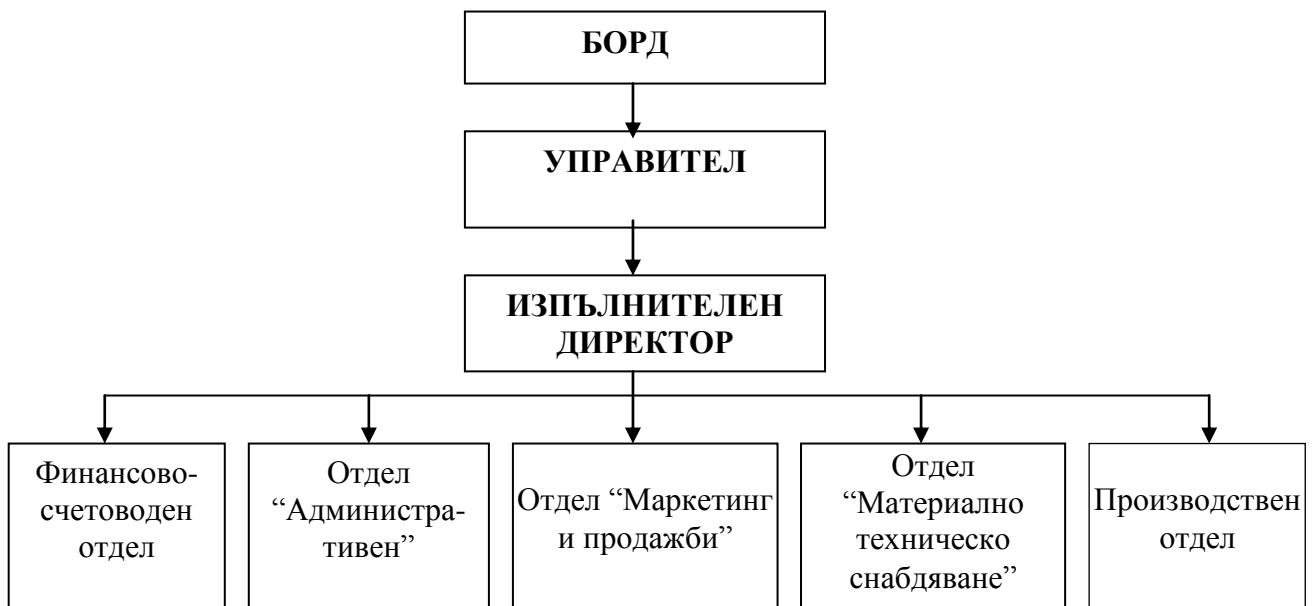 БОРД
УПРАВИТЕЛ
ИЗПЪЛНИТЕЛЕН
ДИРЕКТОР
Финансово-
счетоводен
отдел
Отдел
“Администра-
тивен”
Отдел “Маркетинг
и продажби”
Отдел
“Материално
техническо
снабдяване”
Производствен
отдел